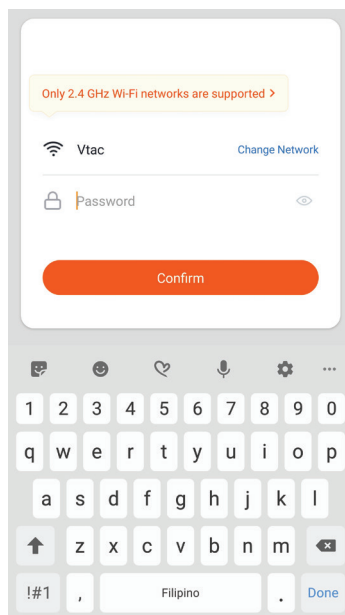 Only 2.4 GHz Wi-Fi networks are supported >
Vtac Change Network
Password
Confirm
1 2 3 4 5 6 7 8 9 0
q w e r t y u i o p
a s d f g h j k l
z x c v b n m
!#1 , Filipino . Done